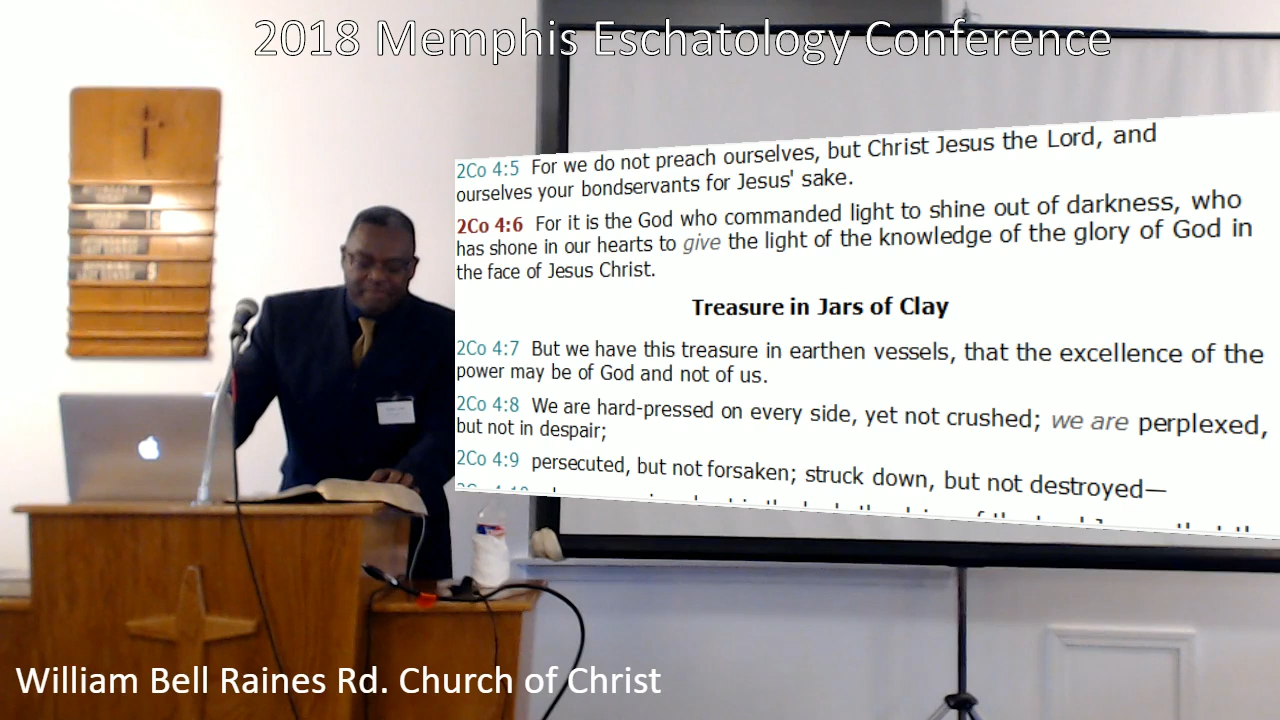 2018 Memphis Eschatology Conference
2Co 4:5 For we do not preach ourselves, but Christ Jesus the Lord, and
ourselves your bondservants for Jesus' sake.
2Co 4:6 For it is the God who commanded light to shine out of darkness, who
has shone in our hearts to give the light of the knowledge of the glory of God in
the face of Jesus Christ.
Treasure in Jars of Clay
2Co 4:7 But we have this treasure in earthen vessels, that the excellence of the
power may be of God and not of us.
2Co 4:8 We are hard-pressed on every side, yet not crushed; we are perplexed,
but not in despair;
2Co 4:9 persecuted, but not forsaken; struck down, but not destroyed—
William Bell Raines Rd. Church of Christ